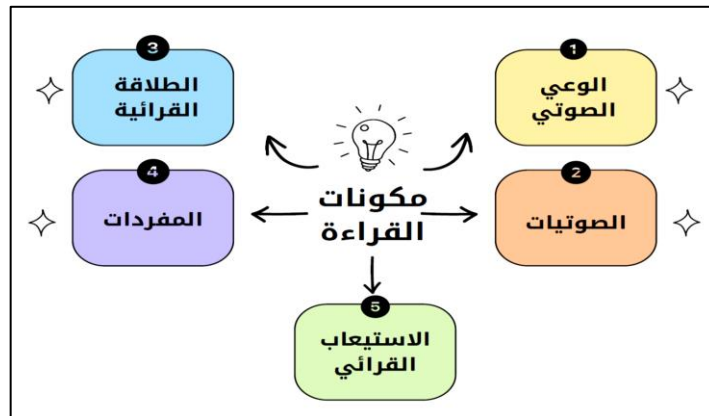 مكونات
القراءة
1
الوعي
الصوتي
2
الصوتيات
3
الطلاقة
القرائية
4
المفردات
5
الاستيعاب
القرائي